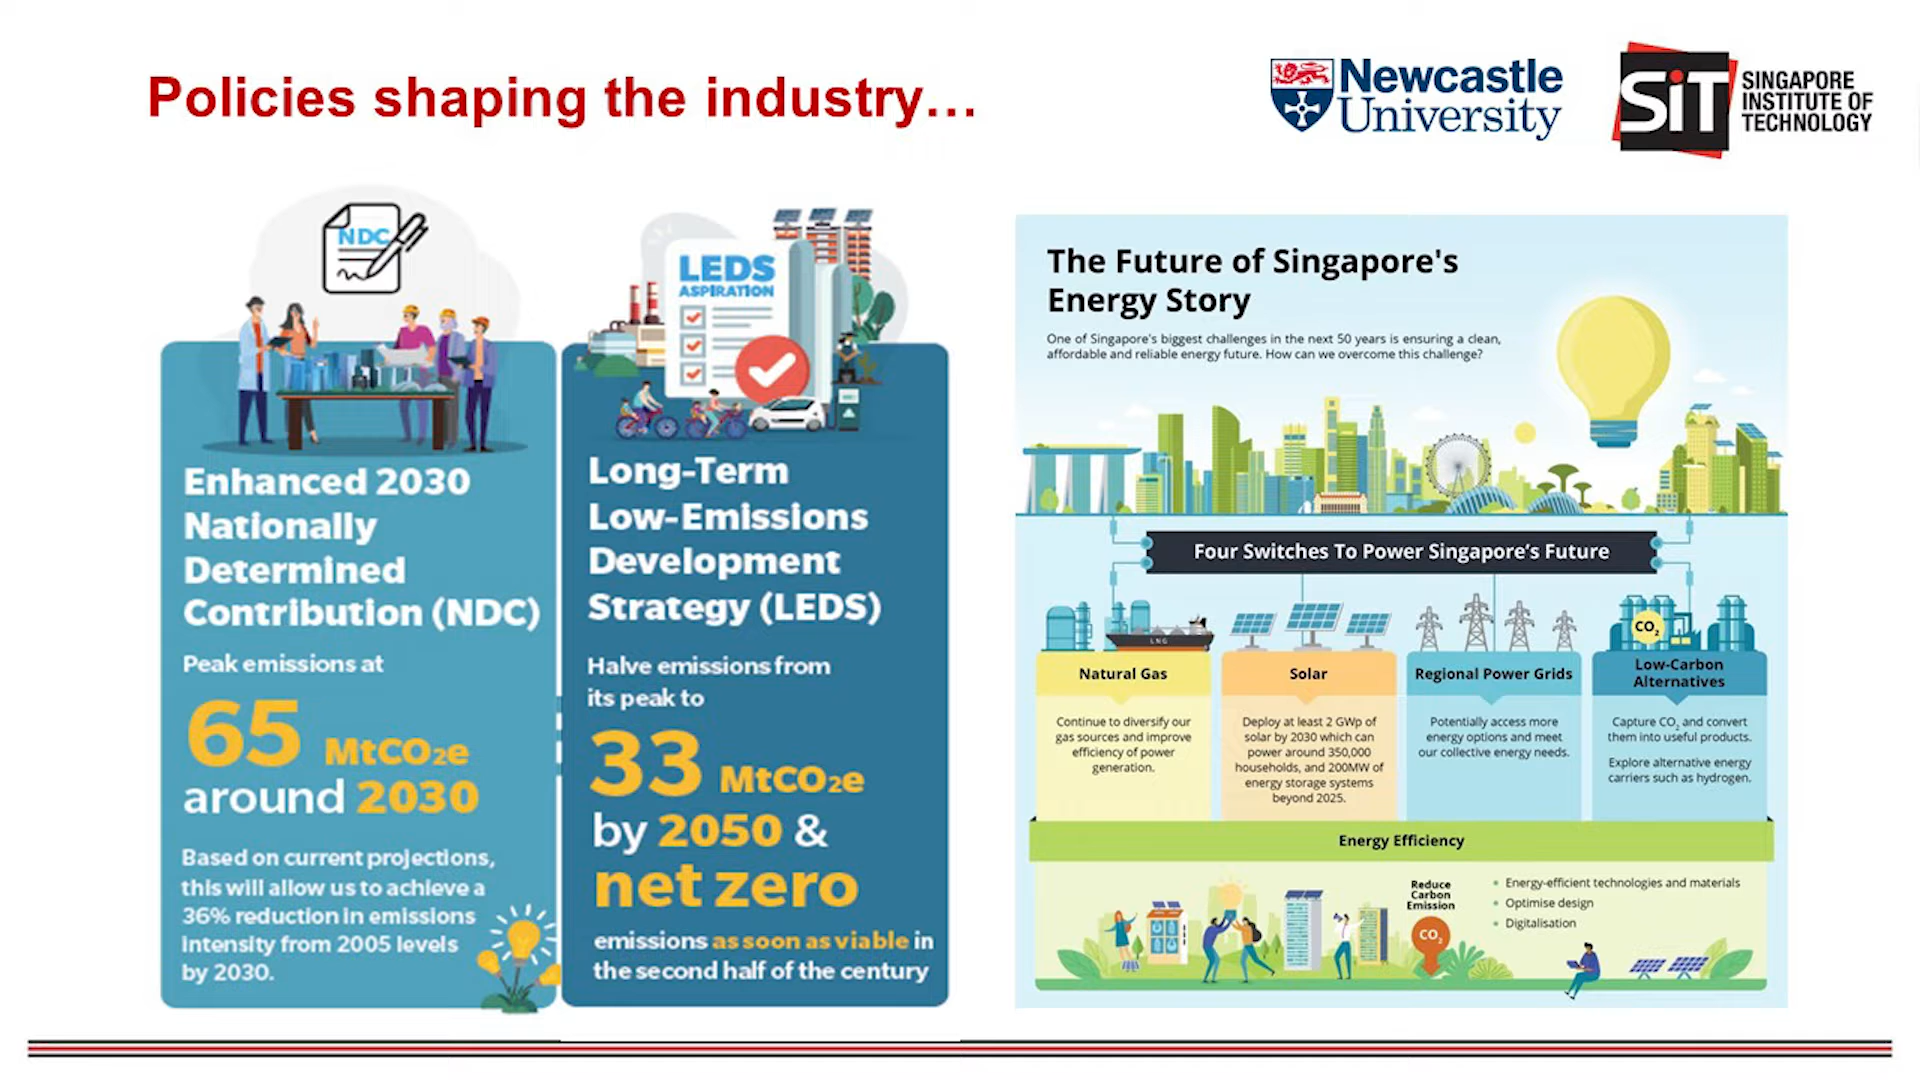 Policies shaping the industry...
Newcastle
University
SiT
SINGAPORE
INSTITUTE OF
TECHNOLOGY
NDC
Enhanced 2030
Nationally
Determined
Contribution (NDC)
Peak emissions at
65 MtCO₂e
around 2030
Based on current projections,
this will allow us to achieve a
36% reduction in emissions
intensity from 2005 levels
by 2030.
LEDS
ASPIRATION
Long-Term
Low-Emissions
Development
Strategy (LEDS)
Halve emissions from
its peak to
33 MtCO₂e
by 2050 &
net zero
emissions as soon as viable in
the second half of the century
The Future of Singapore's
Energy Story
One of Singapore's biggest challenges in the next 50 years is ensuring a clean,
affordable and reliable energy future. How can we overcome this challenge?
Four Switches To Power Singapore's Future
LNG
Natural Gas
Continue to diversify our
gas sources and improve
efficiency of power
generation.
Solar
Deploy at least 2 GWp of
solar by 2030 which can
power around 350,000
households, and 200MW of
energy storage systems
beyond 2025.
Regional Power Grids
Potentially access more
energy options and meet
our collective energy needs.
CO₂
Low-Carbon
Alternatives
Capture CO₂ and convert
them into useful products.
Explore alternative energy
carriers such as hydrogen.
Energy Efficiency
Reduce
Carbon
Emission
CO₂
• Energy-efficient technologies and materials
• Optimise design
• Digitalisation